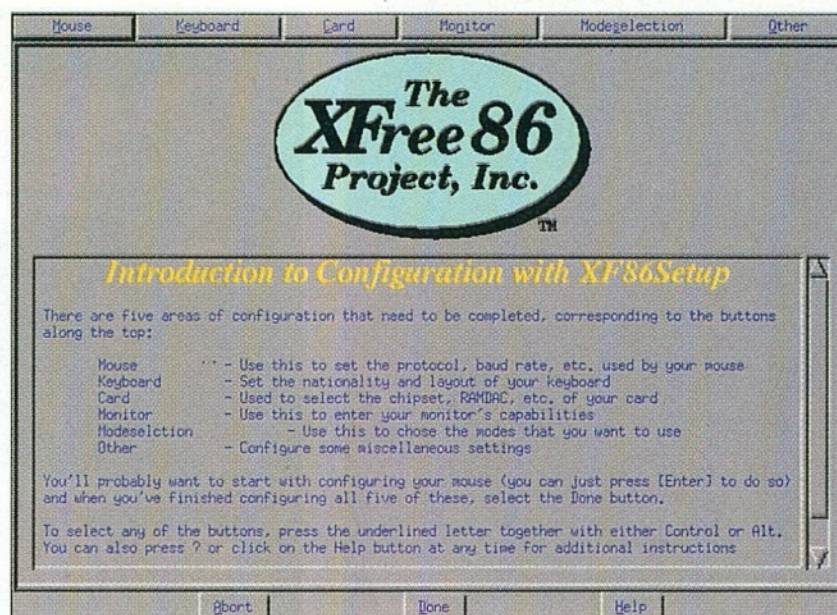 Mouse Keyboard Card Monitor Modeselection Other
The
XFree86
Project, Inc.
TM
Introduction to Configuration with XF86Setup
There are five areas of configuration that need to be completed, corresponding to the buttons
along the top:
Mouse - Use this to set the protocol, baud rate, etc. used by your mouse
Keyboard - Set the nationality and layout of your keyboard
Card - Used to select the chipset, RAMDAC, etc. of your card
Monitor - Use this to enter your monitor's capabilities
Modeselction - Use this to chose the modes that you want to use
Other - Configure some miscellaneous settings
You'll probably want to start with configuring your mouse (you can just press [Enter] to do so)
and when you've finished configuring all five of these, select the Done button.
To select any of the buttons, press the underlined letter together with either Control or Alt.
You can also press ? or click on the Help button at any time for additional instructions
Abort Done Help